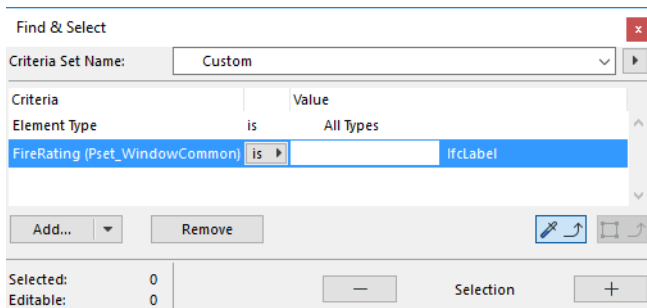 Find & Select
x
Criteria Set Name: Custom
Criteria Value
Element Type is All Types
FireRating (Pset_WindowCommon) is IfcLabel
Add... Remove
Selected: 0
Editable: 0
— Selection +